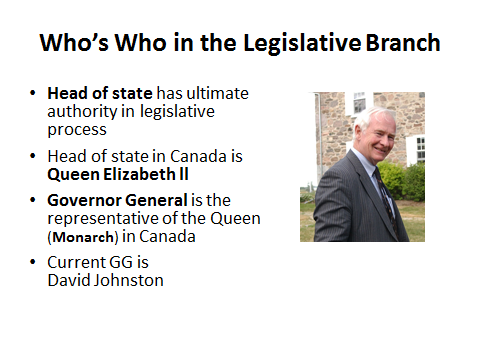 Who's Who in the Legislative Branch
• Head of state has ultimate
authority in legislative
process
• Head of state in Canada is
Queen Elizabeth ll
• Governor General is the
representative of the Queen
(Monarch) in Canada
• Current GG is
David Johnston